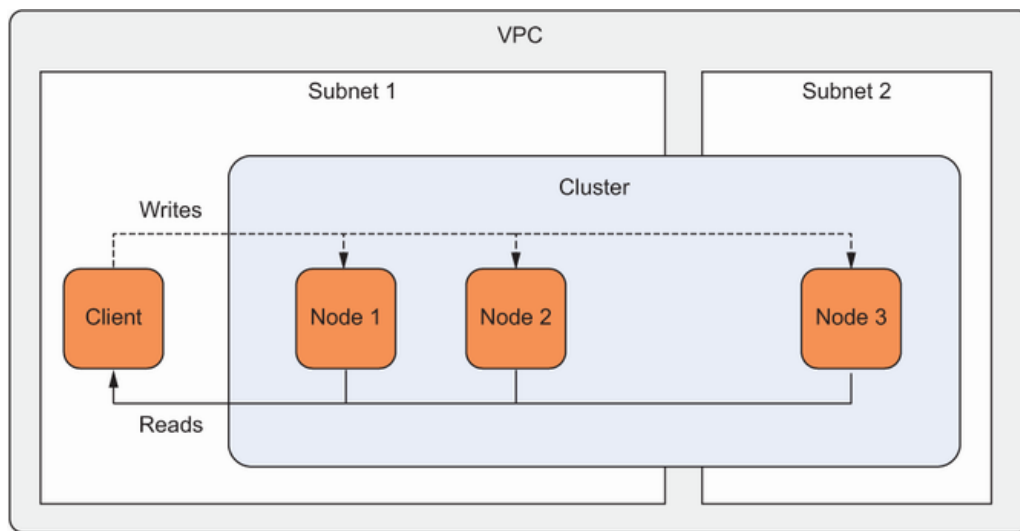 VPC
Subnet 1
Subnet 2
Cluster
Writes
Client
Node 1
Node 2
Node 3
Reads